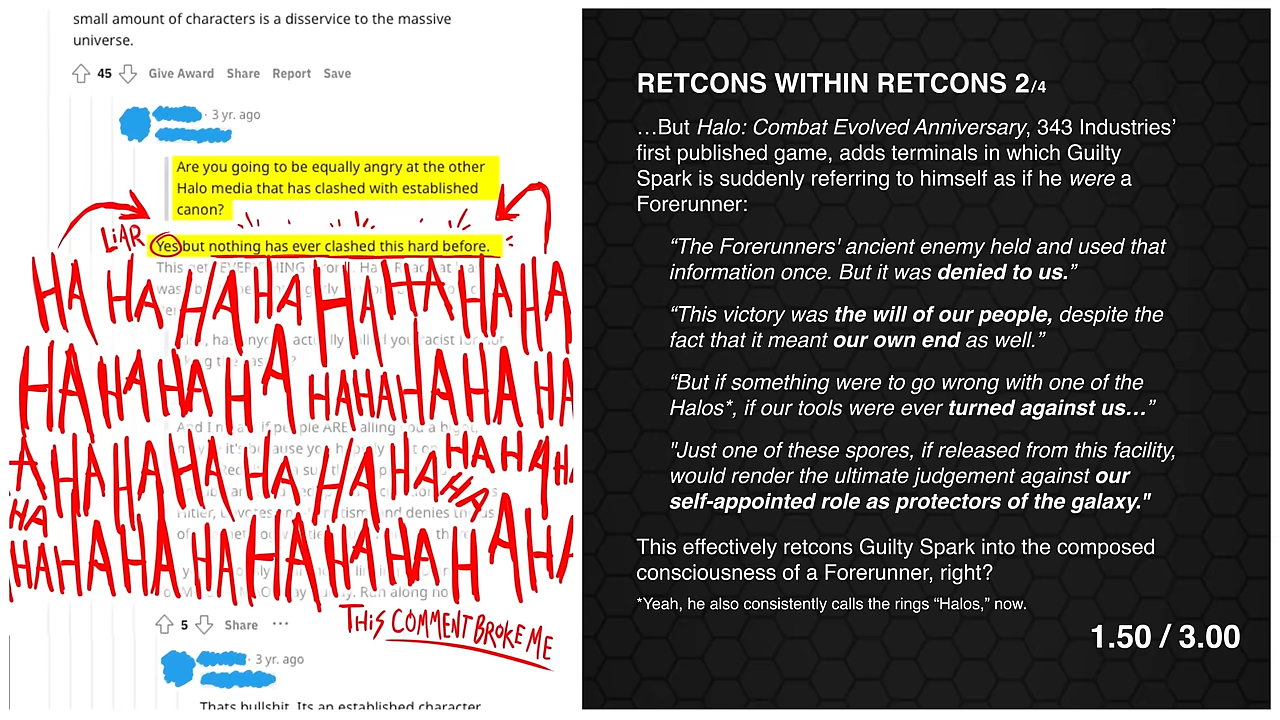 small amount of characters is a disservice to the massive
universe.
45 Give Award Share Report Save
· 3 yr. ago
Are you going to be equally angry at the other
Halo media that has clashed with established
canon?
LIAR
Yes but nothing has ever clashed this hard before.
HA HA HA HA HA HA HA HA
HA HA HA HA HA HAHA HA HA HA
HA HA HA HA HA HA HA HA HA HA
HA
HA HA HA HA HA HA HA HA HA
THIS COMMENT BROKE ME
5 Share ···
· 3 yr. ago
Thats bullshit. Its an established character
RETCONS WITHIN RETCONS 2/4
…But Halo: Combat Evolved Anniversary, 343 Industries’
first published game, adds terminals in which Guilty
Spark is suddenly referring to himself as if he were a
Forerunner:
“The Forerunners' ancient enemy held and used that
information once. But it was denied to us.”
“This victory was the will of our people, despite the
fact that it meant our own end as well.”
“But if something were to go wrong with one of the
Halos*, if our tools were ever turned against us…”
"Just one of these spores, if released from this facility,
would render the ultimate judgement against our
self-appointed role as protectors of the galaxy."
This effectively retcons Guilty Spark into the composed
consciousness of a Forerunner, right?
*Yeah, he also consistently calls the rings “Halos,” now.
1.50 / 3.00